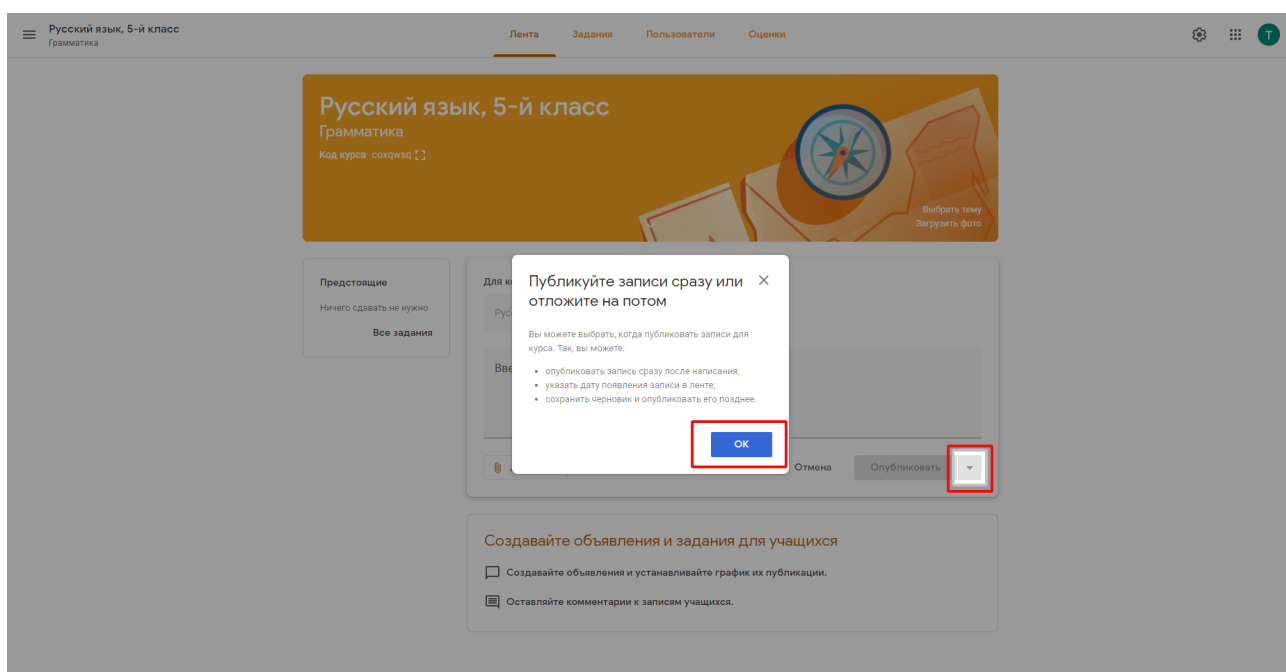 Русский язык, 5-й класс
Грамматика
Лента Задания Пользователи Оценки
T
Русский язык, 5-й класс
Грамматика
Код курса coxqwsq
Выбрать тему
Загрузить фото
Предстоящие
Ничего сдавать не нужно
Все задания
Для
Публикуйте записи сразу или
отложите на потом
Вы можете выбрать, когда публиковать записи для
курса. Так, вы можете:
опубликовать запись сразу после написания;
указать дату появления записи в ленте;
сохранить черновик и опубликовать его позднее.
ОК
Отмена Опубликовать
Создавайте объявления и задания для учащихся
Создавайте объявления и устанавливайте график их публикации.
Оставляйте комментарии к записям учащихся.